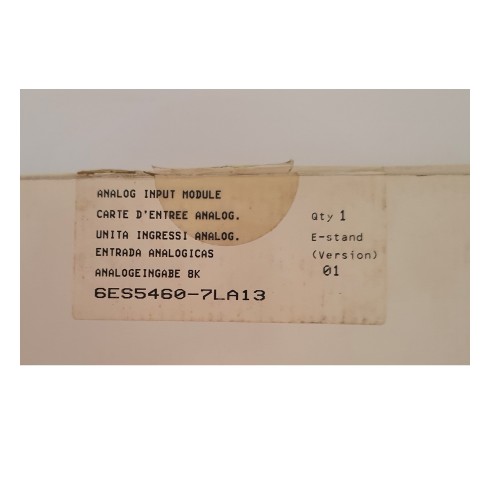 ANALOG INPUT MODULE
CARTE D'ENTREE ANALOG.
UNITA INGRESSI ANALOG.
ENTRADA ANALOGICAS
ANALOGEINGABE 8K
6ES5460-7LA13
Qty 1
E-stand
(Version)
01